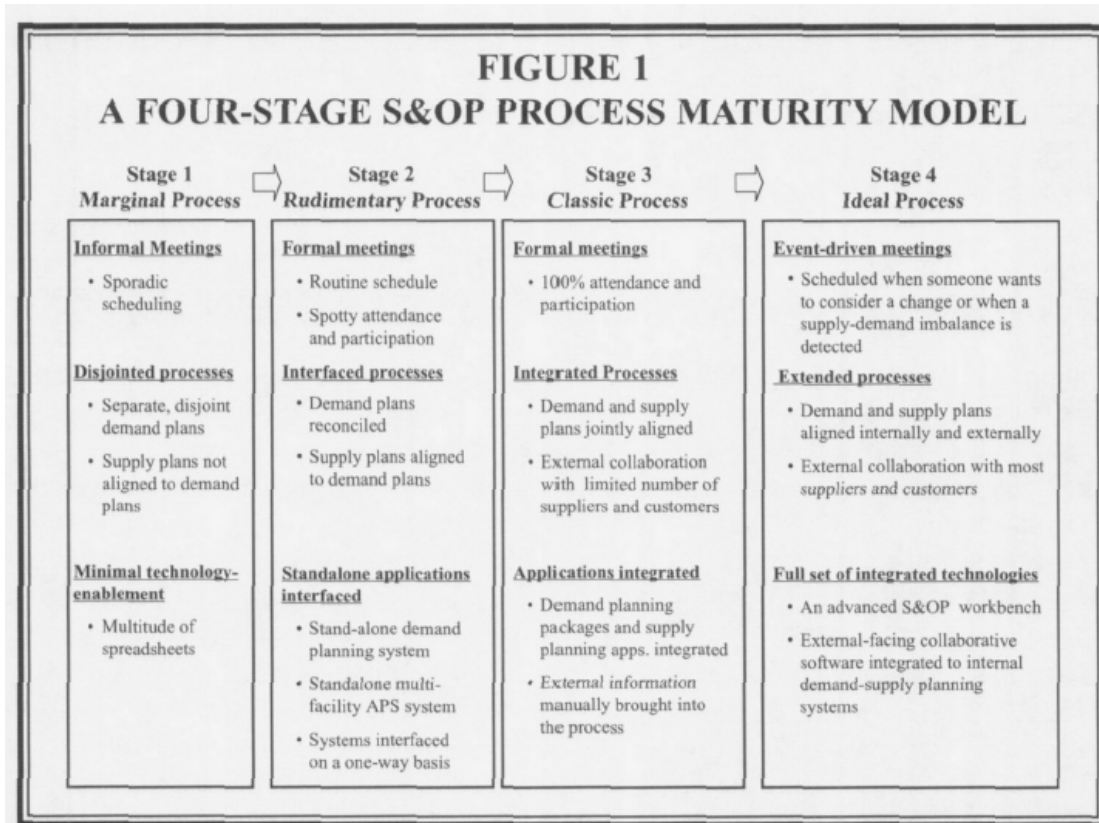 FIGURE 1
A FOUR-STAGE S&OP PROCESS MATURITY MODEL
Stage 1
Marginal Process
Informal Meetings
• Sporadic
scheduling
Disjointed processes
• Separate, disjoint
demand plans
• Supply plans not
aligned to demand
plans
Minimal technology-
enablement
• Multitude of
spreadsheets
Stage 2
Rudimentary Process
Formal meetings
• Routine schedule
• Spotty attendance
and participation
Interfaced processes
• Demand plans
reconciled
• Supply plans aligned
to demand plans
Standalone applications
interfaced
• Stand-alone demand
planning system
• Standalone multi-
facility APS system
• Systems interfaced
on a one-way basis
Stage 3
Classic Process
Formal meetings
• 100% attendance and
participation
Integrated Processes
• Demand and supply
plans jointly aligned
• External collaboration
with limited number of
suppliers and customers
Applications integrated
• Demand planning
packages and supply
planning apps. integrated
• External information
manually brought into
the process
Stage 4
Ideal Process
Event-driven meetings
• Scheduled when someone wants
to consider a change or when a
supply-demand imbalance is
detected
Extended processes
• Demand and supply plans
aligned internally and externally
• External collaboration with most
suppliers and customers
Full set of integrated technologies
• An advanced S&OP workbench
• External-facing collaborative
software integrated to internal
demand-supply planning
systems